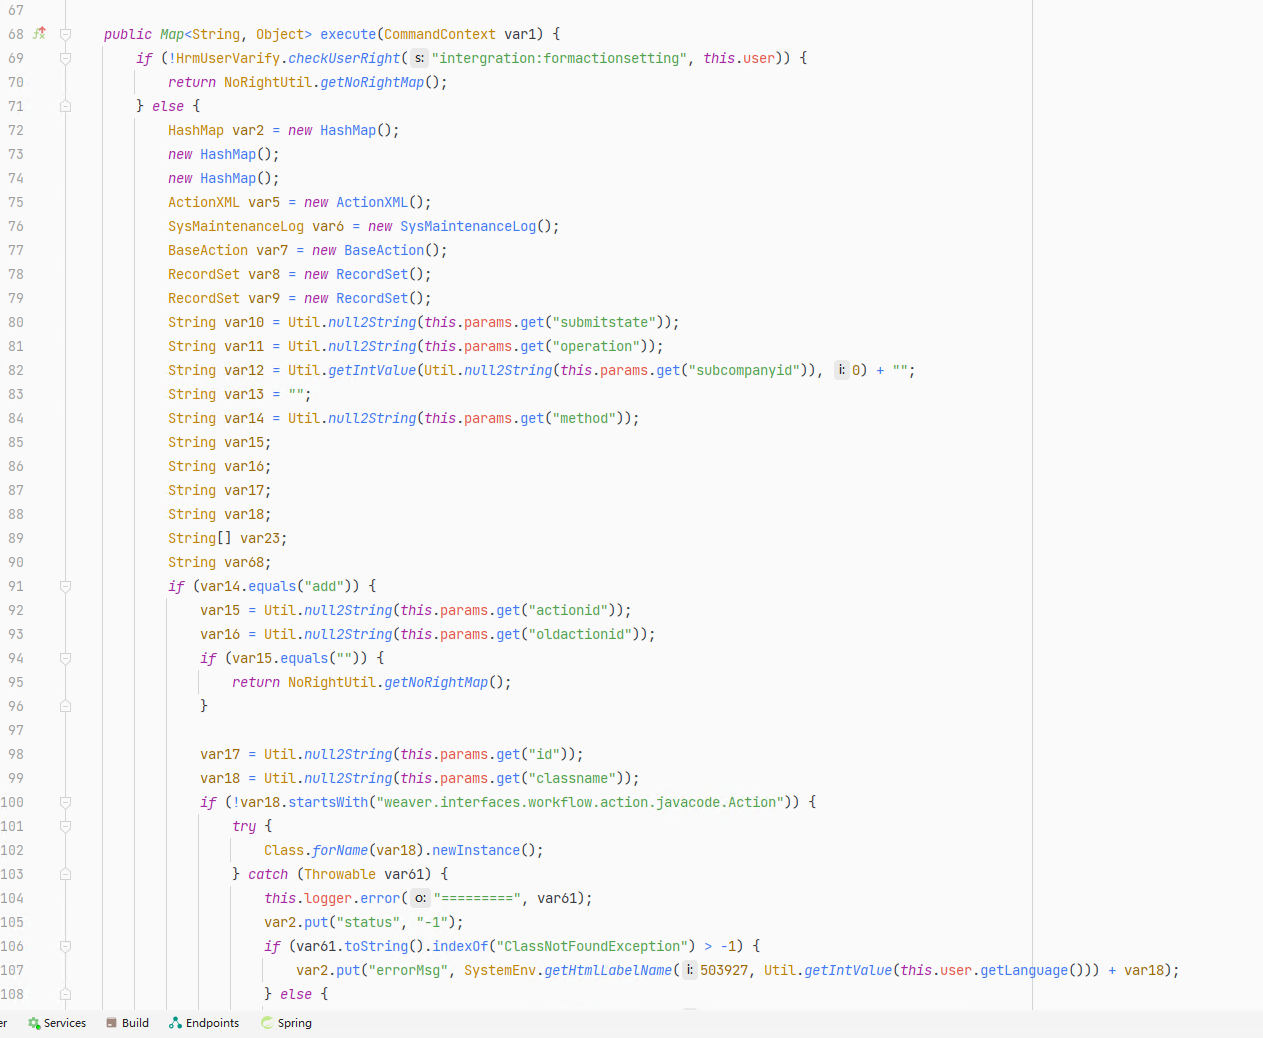 67
68 public Map<String, Object> execute(CommandContext var1) {
69 if (!HrmUserVarify.checkUserRight( s: "intergration:formactionsetting", this.user)) {
70 return NoRightUtil.getNoRightMap();
71 } else {
72 HashMap var2 = new HashMap();
73 new HashMap();
74 new HashMap();
75 ActionXML var5 = new ActionXML();
76 SysMaintenanceLog var6 = new SysMaintenanceLog();
77 BaseAction var7 = new BaseAction();
78 RecordSet var8 = new RecordSet();
79 RecordSet var9 = new RecordSet();
80 String var10 = Util.null2String(this.params.get("submitstate"));
81 String var11 = Util.null2String(this.params.get("operation"));
82 String var12 = Util.getIntValue(Util.null2String(this.params.get("subcompanyid")), i: 0) + "";
83 String var13 = "";
84 String var14 = Util.null2String(this.params.get("method"));
85 String var15;
86 String var16;
87 String var17;
88 String var18;
89 String[] var23;
90 String var68;
91 if (var14.equals("add")) {
92 var15 = Util.null2String(this.params.get("actionid"));
93 var16 = Util.null2String(this.params.get("oldactionid"));
94 if (var15.equals("")) {
95 return NoRightUtil.getNoRightMap();
96 }
97
98 var17 = Util.null2String(this.params.get("id"));
99 var18 = Util.null2String(this.params.get("classname"));
100 if (!var18.startsWith("weaver.interfaces.workflow.action.javacode.Action")) {
101 try {
102 Class.forName(var18).newInstance();
103 } catch (Throwable var61) {
104 this.logger.error( o: "=========", var61);
105 var2.put("status", "-1");
106 if (var61.toString().indexOf("ClassNotFoundException") > -1) {
107 var2.put("errorMsg", SystemEnv.getHtmlLabelName( i: 503927, Util.getIntValue(this.user.getLanguage())) + var18);
108 } else {
er Services Build Endpoints Spring